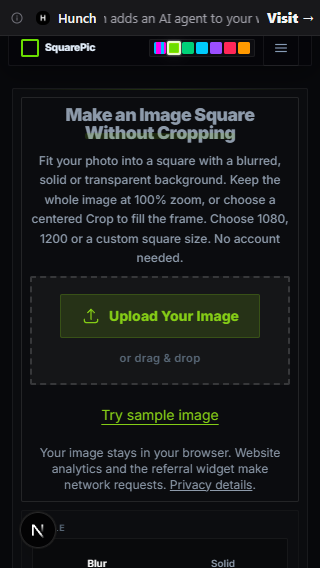 H Hunch adds an AI agent to your Visit →
SquarePic
Make an Image Square
Without Cropping
Fit your photo into a square with a blurred,
solid or transparent background. Keep the
whole image at 100% zoom, or choose a
centered Crop to fill the frame. Choose 1080,
1200 or a custom square size. No account
needed.
Upload Your Image
or drag & drop
Try sample image
Your image stays in your browser. Website
analytics and the referral widget make
network requests. Privacy details.
N
Blur Solid